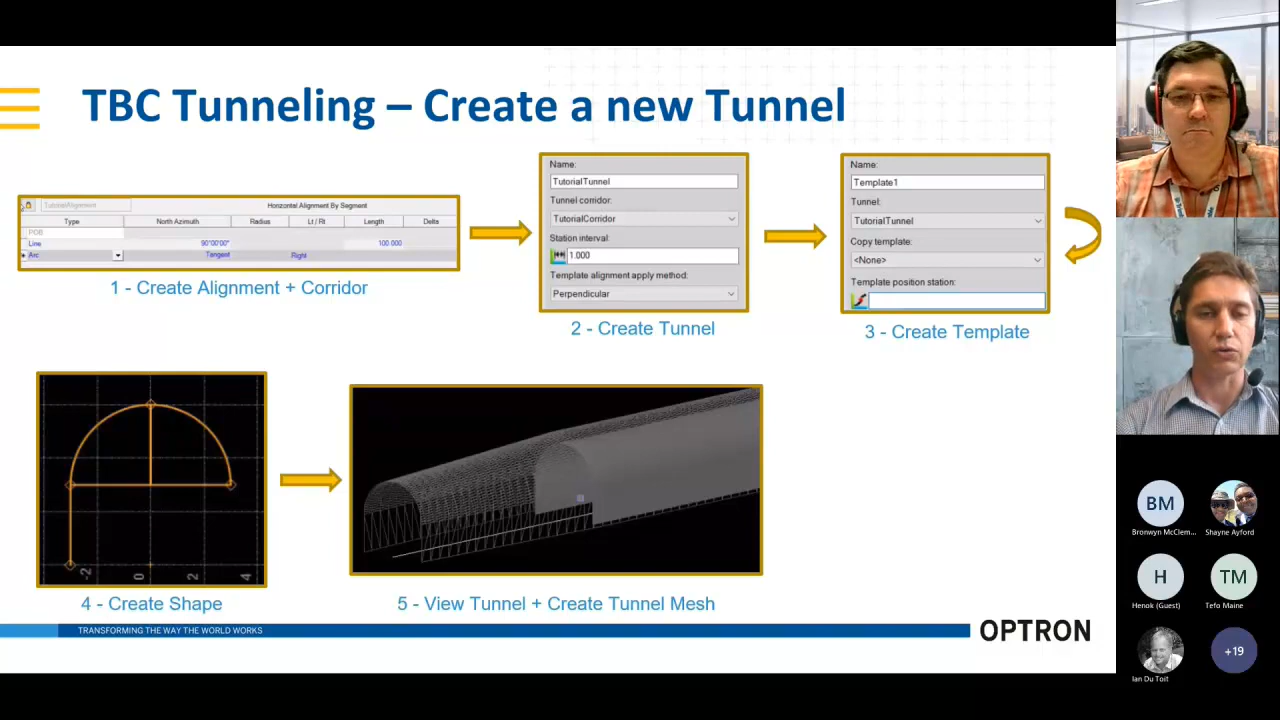 TBC Tunneling – Create a new Tunnel
TutorialAlignment
Horizontal Alignment By Segment
Type North Azimuth Radius Lt / Rt Length Delta
POB
Line 90°00'00" 100.000
Arc Tangent Right
1 - Create Alignment + Corridor
Name:
TutorialTunnel
Tunnel corridor:
TutorialCorridor
Station interval:
1.000
Template alignment apply method:
Perpendicular
2 - Create Tunnel
Name:
Template1
Tunnel:
TutorialTunnel
Copy template:
<None>
Template position station:
3 - Create Template
-2 0 2 4
4 - Create Shape
5 - View Tunnel + Create Tunnel Mesh
TRANSFORMING THE WAY THE WORLD WORKS
OPTRON
BM
Bronwyn McClem...
Shayne Ayford
H
Henok (Guest)
TM
Tefo Maine
Ian Du Toit
+19